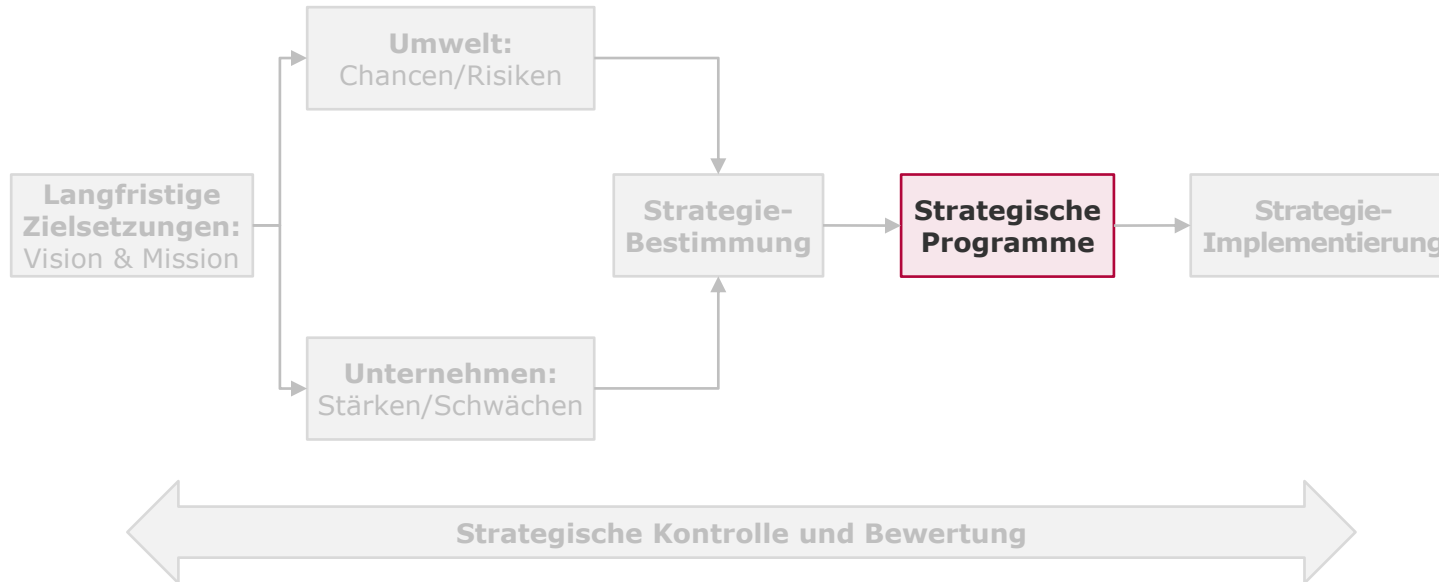 Umwelt:
Chancen/Risiken
Langfristige
Zielsetzungen:
Vision & Mission
Strategie-
Bestimmung
Strategische
Programme
Strategie-
Implementierung
Unternehmen:
Stärken/Schwächen
Strategische Kontrolle und Bewertung